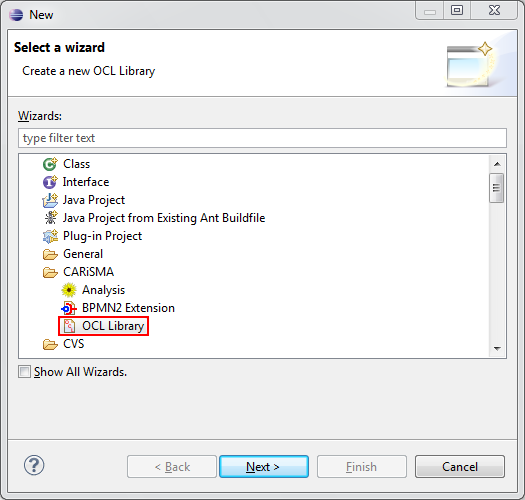 New
Select a wizard
Create a new OCL Library
Wizards:
type filter text
Class
Interface
Java Project
Java Project from Existing Ant Buildfile
Plug-in Project
General
CARiSMA
Analysis
BPMN2 Extension
OCL Library
CVS
Show All Wizards.
< Back Next > Finish Cancel